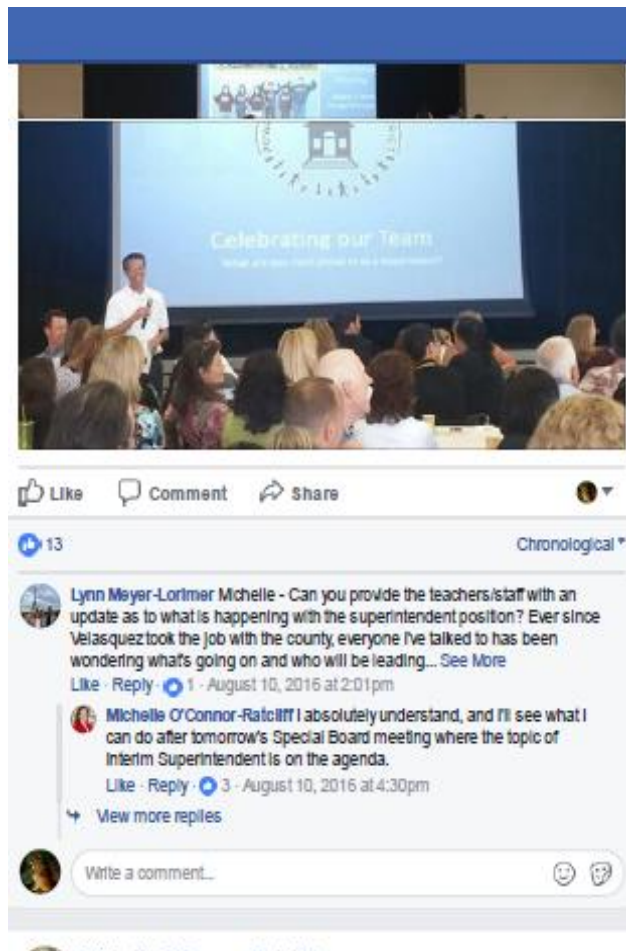 Celebrating our Team
Like Comment Share
13 Chronological
Lynn Meyer-Lorimer Michelle - Can you provide the teachers/staff with an
update as to what is happening with the superintendent position? Ever since
Velasquez took the job with the county, everyone I've talked to has been
wondering what's going on and who will be leading... See More
Like · Reply · 1 · August 10, 2016 at 2:01pm
Michelle O'Connor-Ratcliff I absolutely understand, and I'll see what I
can do after tomorrow's Special Board meeting where the topic of
Interim Superintendent is on the agenda.
Like · Reply · 3 · August 10, 2016 at 4:30pm
View more replies
Write a comment...